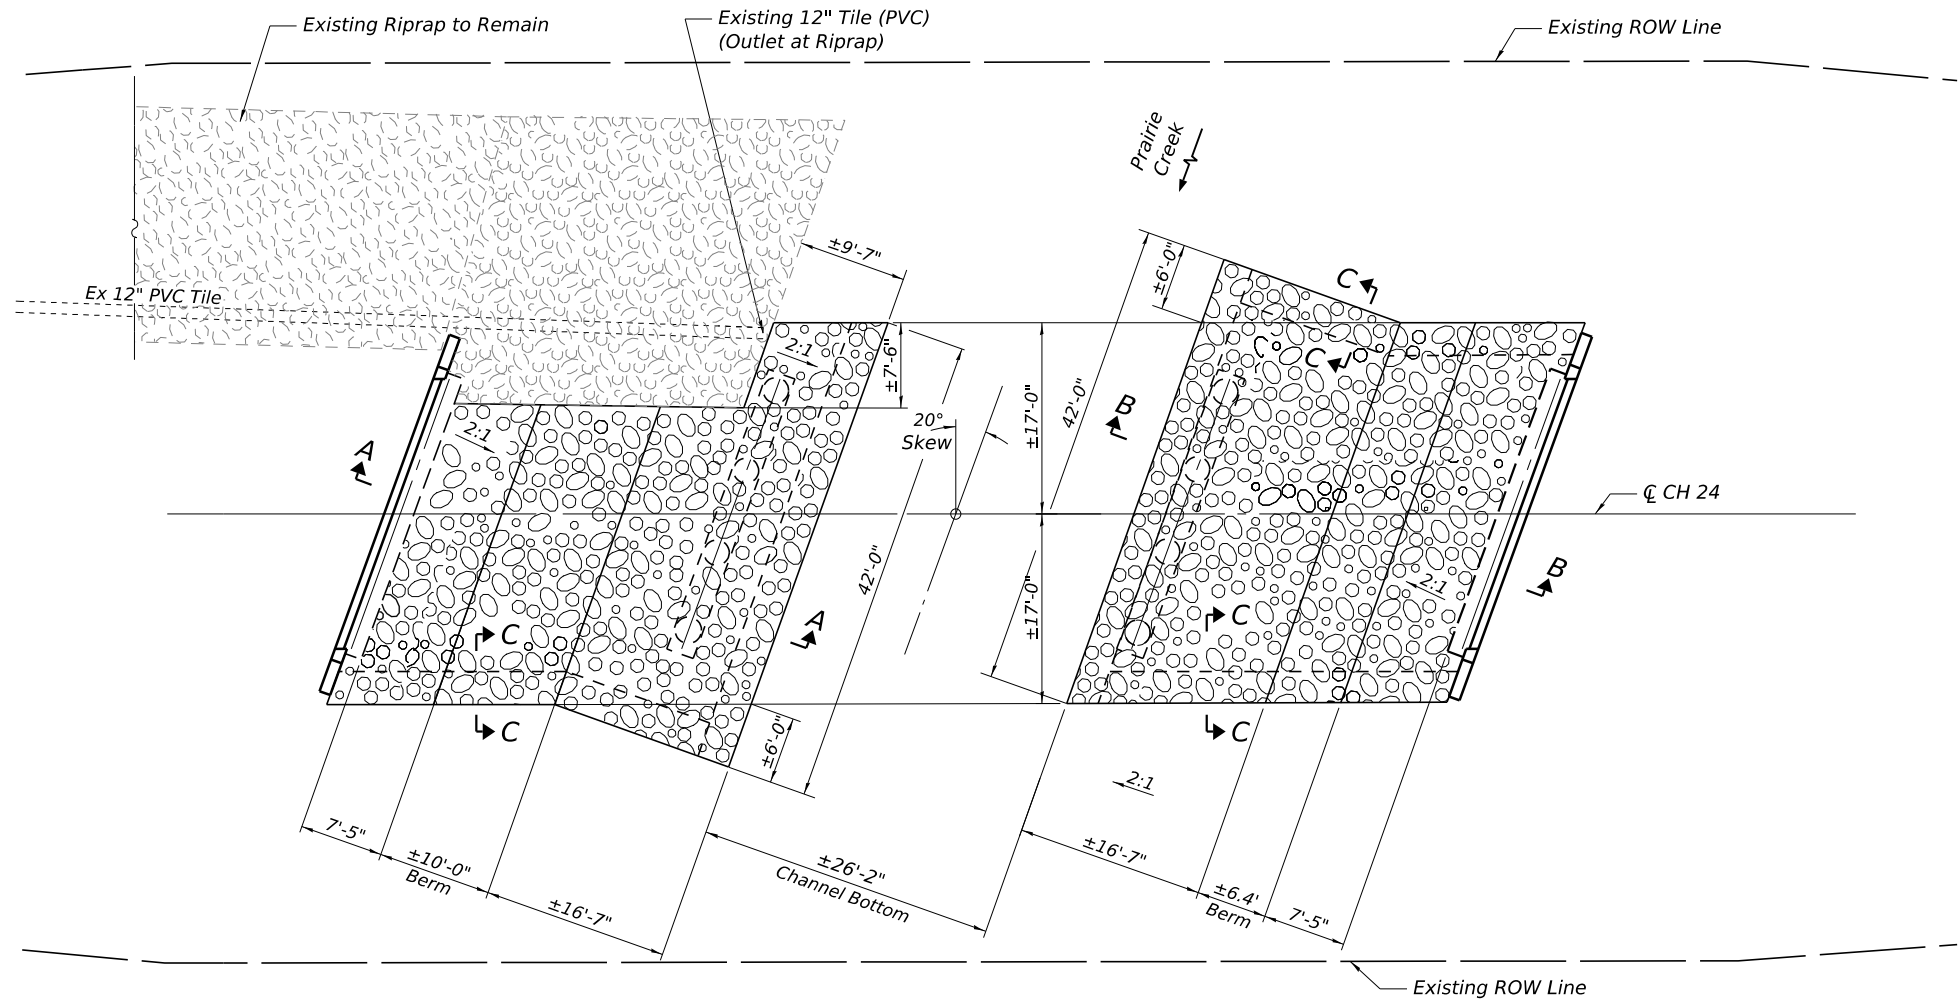 Existing Riprap to Remain
Existing 12" Tile (PVC)
(Outlet at Riprap)
Existing ROW Line
Prairie
Creek
Ex 12" PVC Tile
±9'-7"
±6'-0"
C
C
2:1
±7'-6"
±17'-0"
42'-0"
20°
Skew
A
2:1
B
℄ CH 24
42'-0"
±17'-0"
B
2:1
C
A
C
C
C
±6'-0"
2:1
7'-5"
±10'-0"
Berm
±16'-7"
±26'-2"
Channel Bottom
±16'-7"
±6.4'
Berm
7'-5"
Existing ROW Line